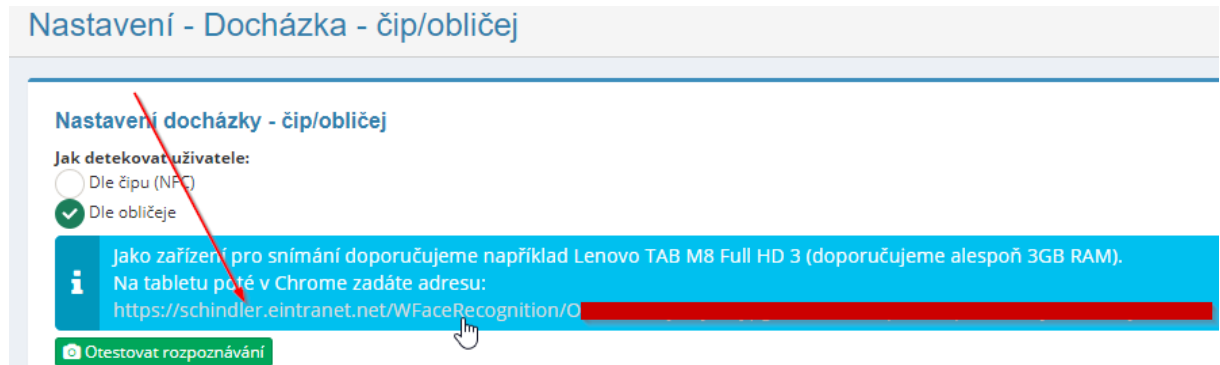 Nastavení - Docházka - čip/obličej
Nastavení docházky - čip/obličej
Jak detekovat uživatele:
Dle čipu (NFC)
Dle obličeje
Jako zařízení pro snímání doporučujeme například Lenovo TAB M8 Full HD 3 (doporučujeme alespoň 3GB RAM).
Na tabletu poté v Chrome zadáte adresu:
https://schindler.eintranet.net/WFaceRecognition/O
Otestovat rozpoznávání